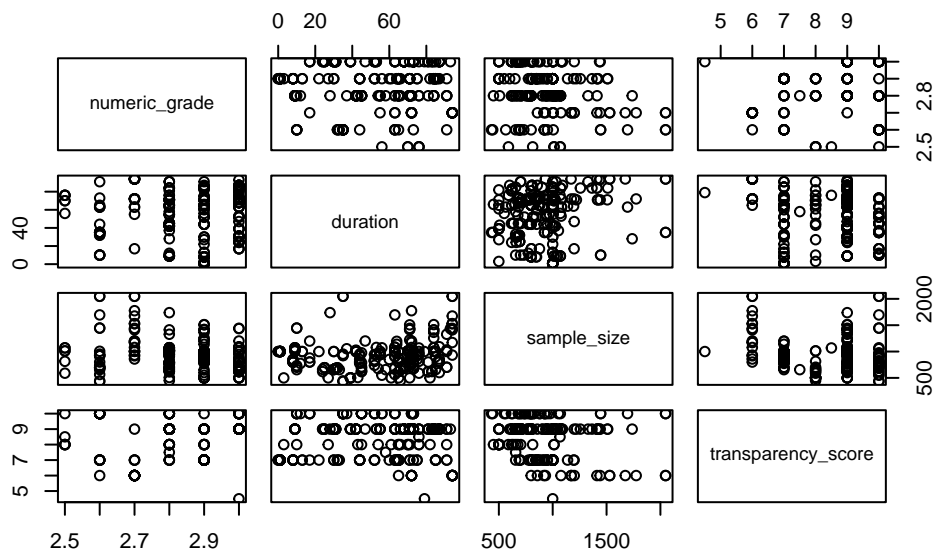 0 20 60
5 6 7 8 9
numeric_grade
2.5 2.8
0 40
duration
sample_size
500 2000
5 7 9
transparency_score
2.5 2.7 2.9
500 1500